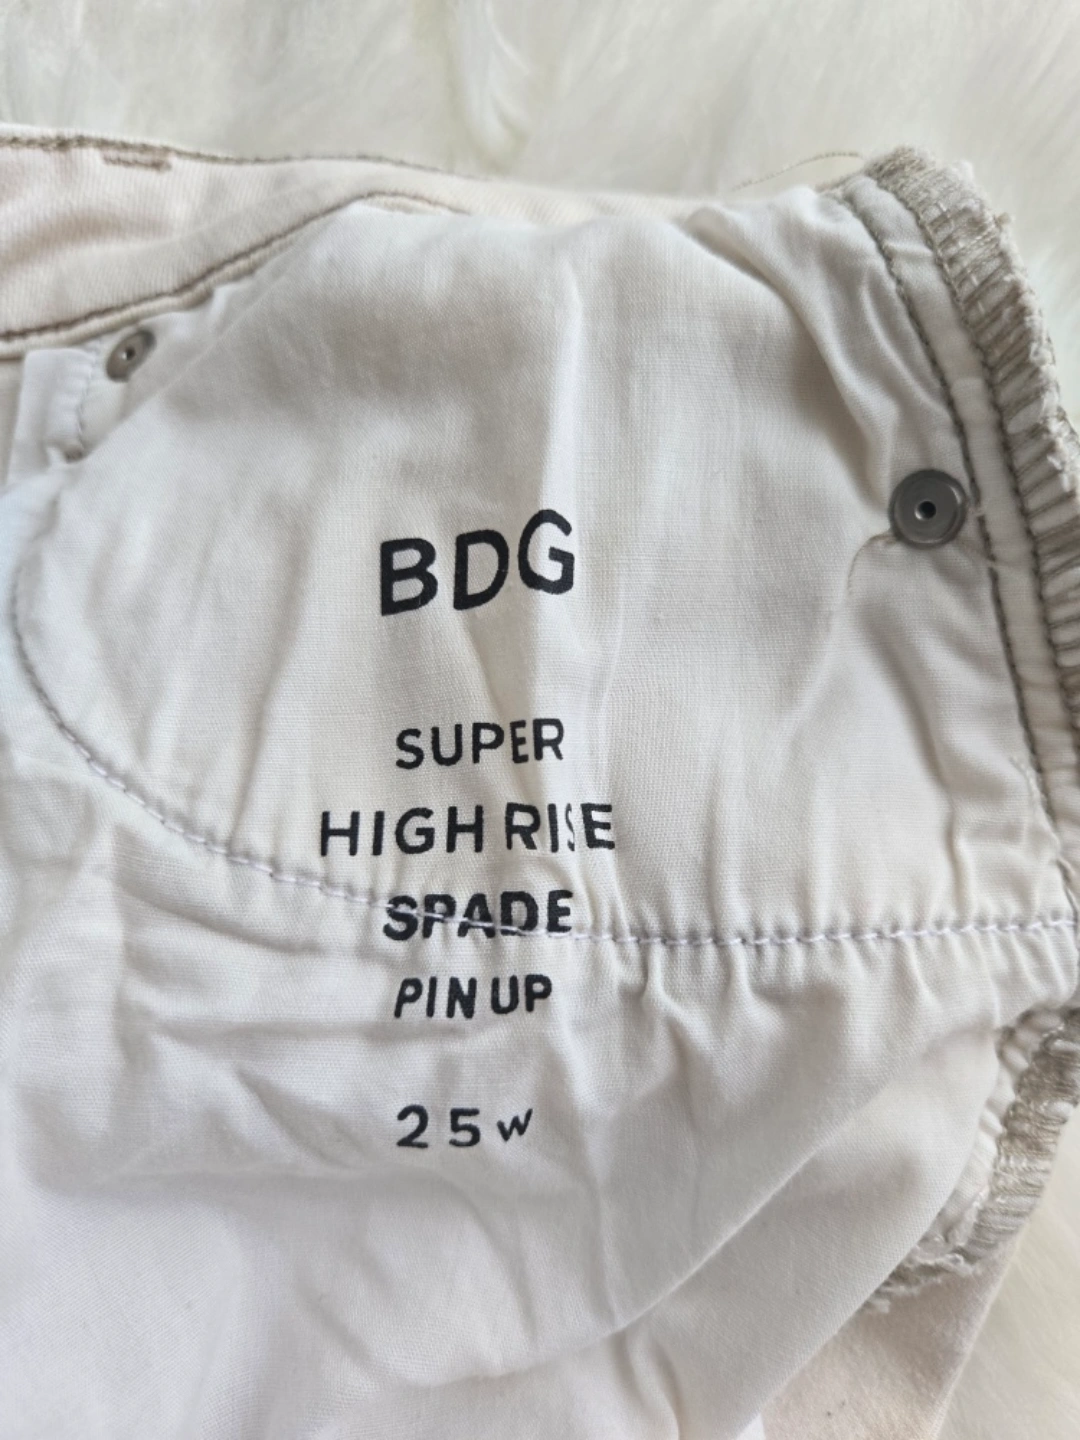 BDG
SUPER
HIGH RISE
SPADE
PIN UP
25W